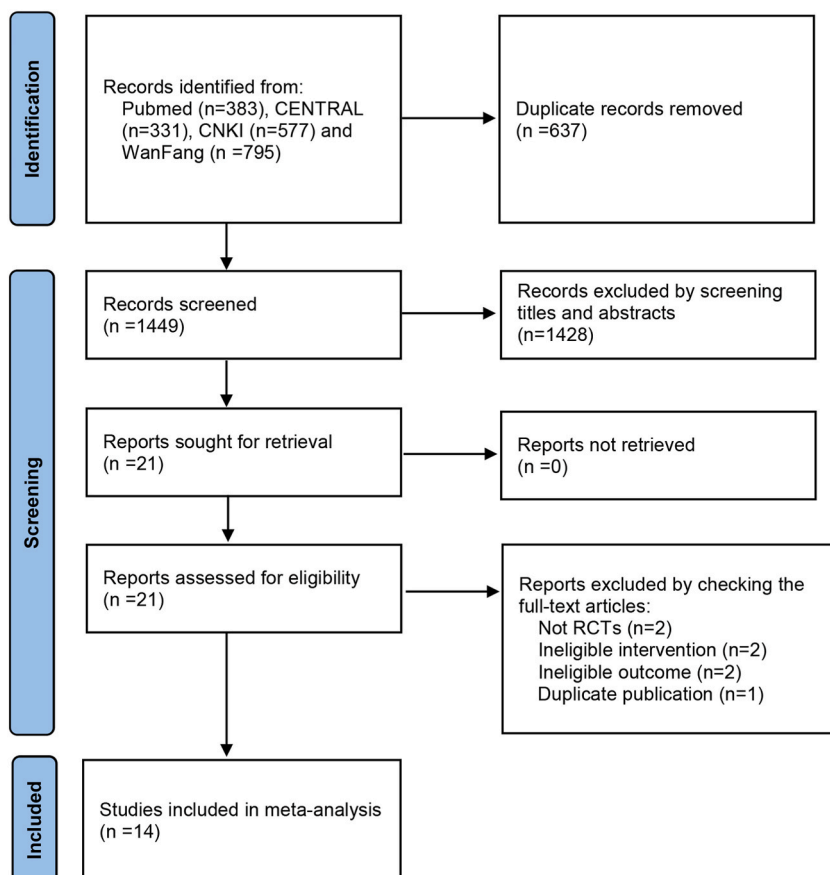 Identification
Records identified from:
Pubmed (n=383), CENTRAL
(n=331), CNKI (n=577) and
WanFang (n =795)
Duplicate records removed
(n =637)
Screening
Records screened
(n =1449)
Records excluded by screening
titles and abstracts
(n=1428)
Reports sought for retrieval
(n =21)
Reports not retrieved
(n =0)
Reports assessed for eligibility
(n =21)
Reports excluded by checking the
full-text articles:
Not RCTs (n=2)
Ineligible intervention (n=2)
Ineligible outcome (n=2)
Duplicate publication (n=1)
Included
Studies included in meta-analysis
(n =14)